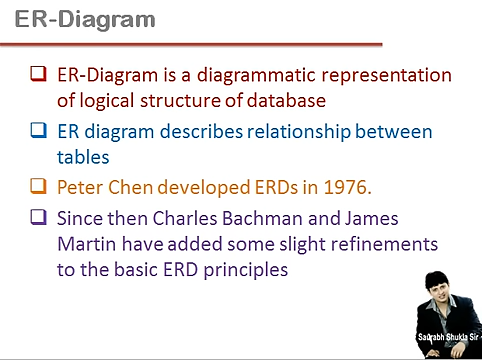 ER-Diagram
ER-Diagram is a diagrammatic representation
of logical structure of database
ER diagram describes relationship between
tables
Peter Chen developed ERDs in 1976.
Since then Charles Bachman and James
Martin have added some slight refinements
to the basic ERD principles
Saurabh Shukla Sir